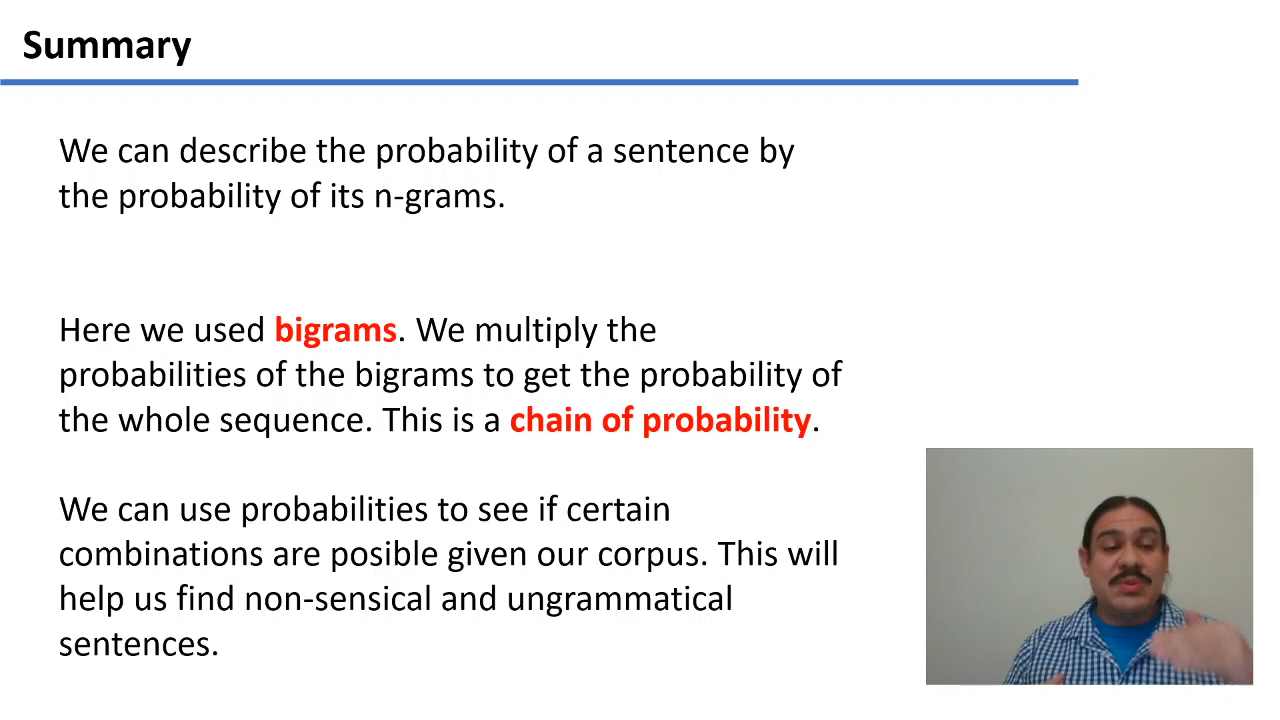 Summary
We can describe the probability of a sentence by
the probability of its n-grams.
Here we used bigrams. We multiply the
probabilities of the bigrams to get the probability of
the whole sequence. This is a chain of probability.
We can use probabilities to see if certain
combinations are posible given our corpus. This will
help us find non-sensical and ungrammatical
sentences.